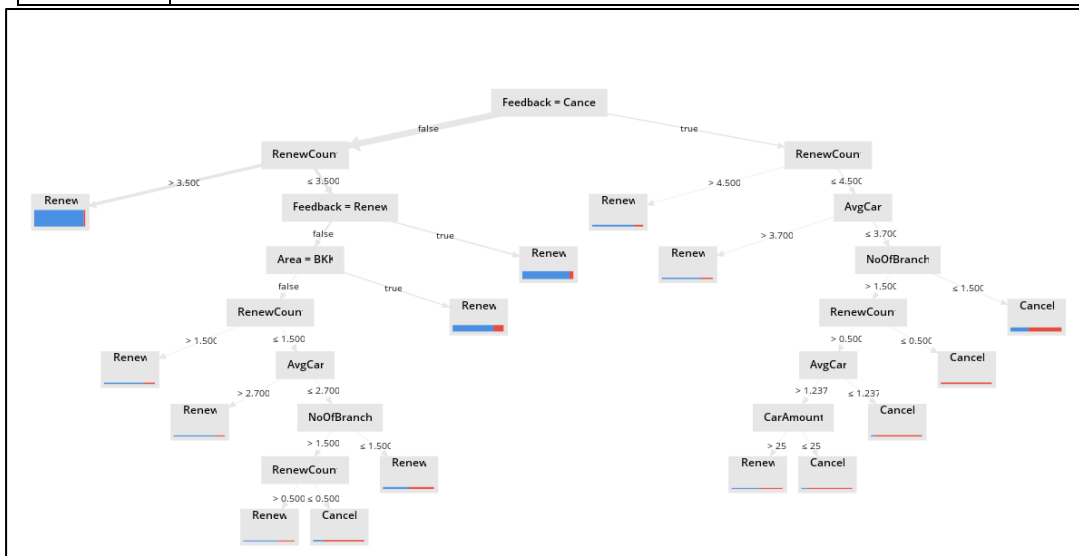 Feedback = Cance
false
true
RenewCoun
RenewCoun
> 3.500
≤ 3.500
> 4.500
≤ 4.500
Renew
Feedback = Renew
Renew
AvgCar
false
true
> 3.700
≤ 3.700
Area = BKK
Renew
Renew
NoOfBranch
false
true
> 1.500
≤ 1.500
RenewCoun
Renew
RenewCoun
Cancel
> 1.500
≤ 1.500
> 0.500
≤ 0.500
Renew
AvgCar
AvgCar
Cancel
> 2.700
≤ 2.700
> 1.237
≤ 1.237
Renew
NoOfBranch
CarAmount
Cancel
> 1.500
≤ 1.500
> 25
≤ 25
RenewCoun
Renew
Renew
Cancel
> 0.500
≤ 0.500
Renew
Cancel